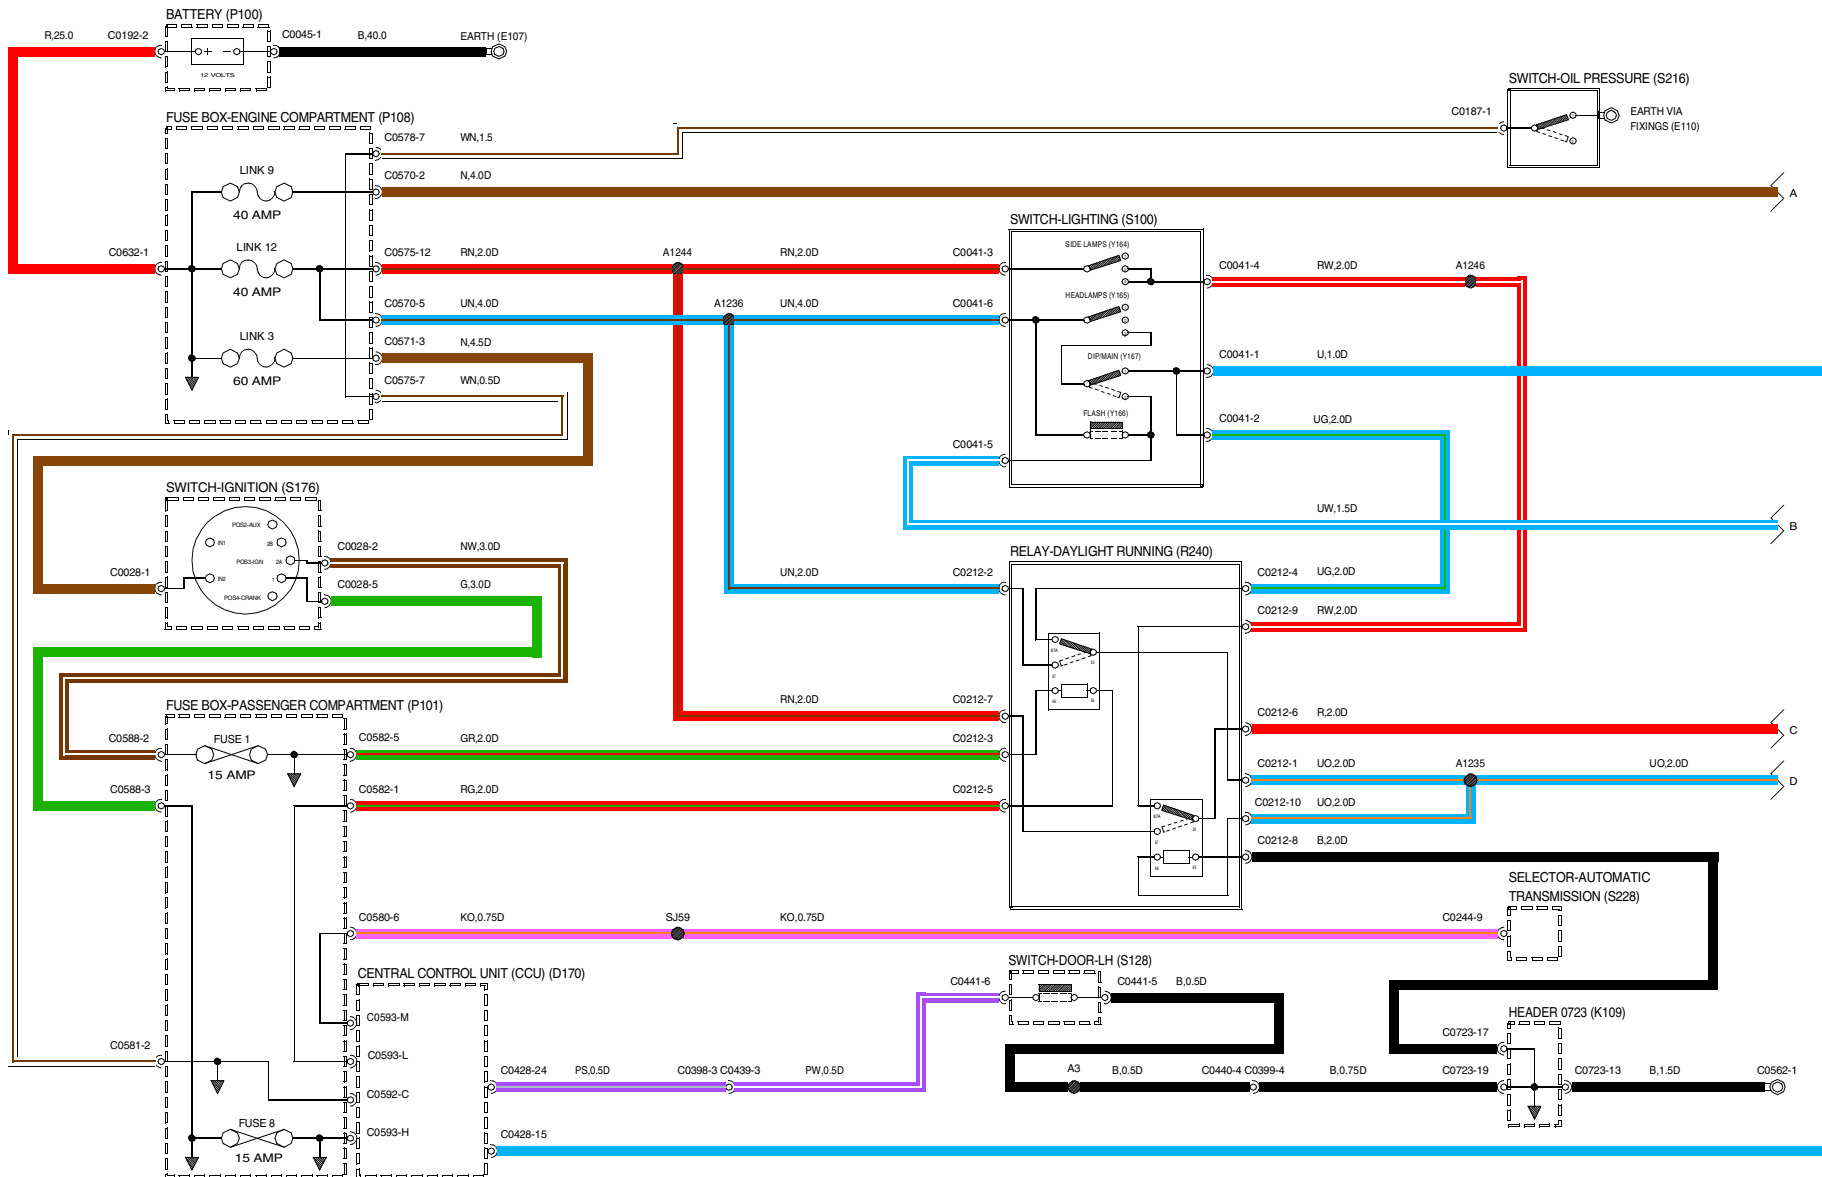 BATTERY (P100)
R,25.0
C0192-2
C0045-1
B,40.0
EARTH (E107)
12 VOLTS
SWITCH-OIL PRESSURE (S216)
C0187-1
EARTH VIA
FIXINGS (E110)
FUSE BOX-ENGINE COMPARTMENT (P108)
C0578-7
WN,1.5
LINK 9
40 AMP
C0570-2
N,4.0D
A
C0632-1
LINK 12
40 AMP
C0575-12
RN,2.0D
A1244
RN,2.0D
C0041-3
C0570-5
UN,4.0D
A1236
UN,4.0D
C0041-6
LINK 3
60 AMP
C0571-3
N,4.5D
C0575-7
WN,0.5D
SWITCH-LIGHTING (S100)
SIDE LAMPS (Y164)
HEADLAMPS (Y165)
DIP/MAIN (Y167)
FLASH (Y166)
C0041-4
RW,2.0D
A1246
C0041-1
U,1.0D
C0041-2
UG,2.0D
C0041-5
UW,1.5D
B
SWITCH-IGNITION (S176)
POS2-AUX
IN1
2B
POS3-IGN
2A
IN2
1
POS4-CRANK
C0028-1
C0028-2
NW,3.0D
C0028-5
G,3.0D
RELAY-DAYLIGHT RUNNING (R240)
UN,2.0D
C0212-2
C0212-4
UG,2.0D
C0212-9
RW,2.0D
87A
30
87
86
85
RN,2.0D
C0212-7
C0212-6
R,2.0D
C
FUSE BOX-PASSENGER COMPARTMENT (P101)
C0588-2
FUSE 1
15 AMP
C0582-5
GR,2.0D
C0212-3
C0212-1
UO,2.0D
A1235
UO,2.0D
D
C0588-3
C0582-1
RG,2.0D
C0212-5
C0212-10
UO,2.0D
87A
30
87
86
85
C0212-8
B,2.0D
SELECTOR-AUTOMATIC
TRANSMISSION (S228)
C0580-6
KO,0.75D
SJ59
KO,0.75D
C0244-9
CENTRAL CONTROL UNIT (CCU) (D170)
SWITCH-DOOR-LH (S128)
C0441-6
C0441-5
B,0.5D
C0593-M
HEADER 0723 (K109)
C0723-17
C0581-2
C0593-L
C0428-24
PS,0.5D
C0398-3 C0439-3
PW,0.5D
A3
B,0.5D
C0440-4 C0399-4
B,0.75D
C0723-19
C0723-13
B,1.5D
C0562-1
C0592-C
FUSE 8
15 AMP
C0593-H
C0428-15